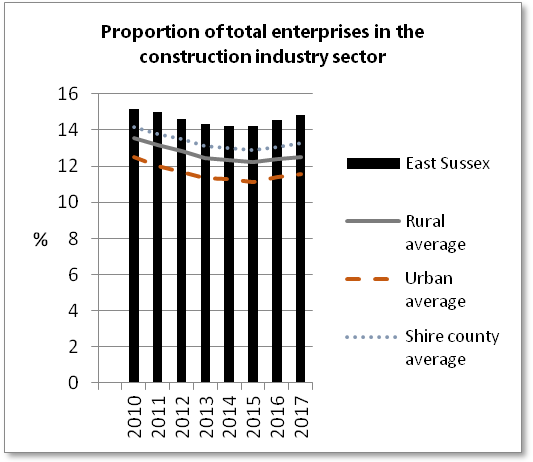 Proportion of total enterprises in the
construction industry sector
16
14
12
10
8
6
4
2
0
%
2010
2011
2012
2013
2014
2015
2016
2017
East Sussex
Rural
average
Urban
average
Shire county
average